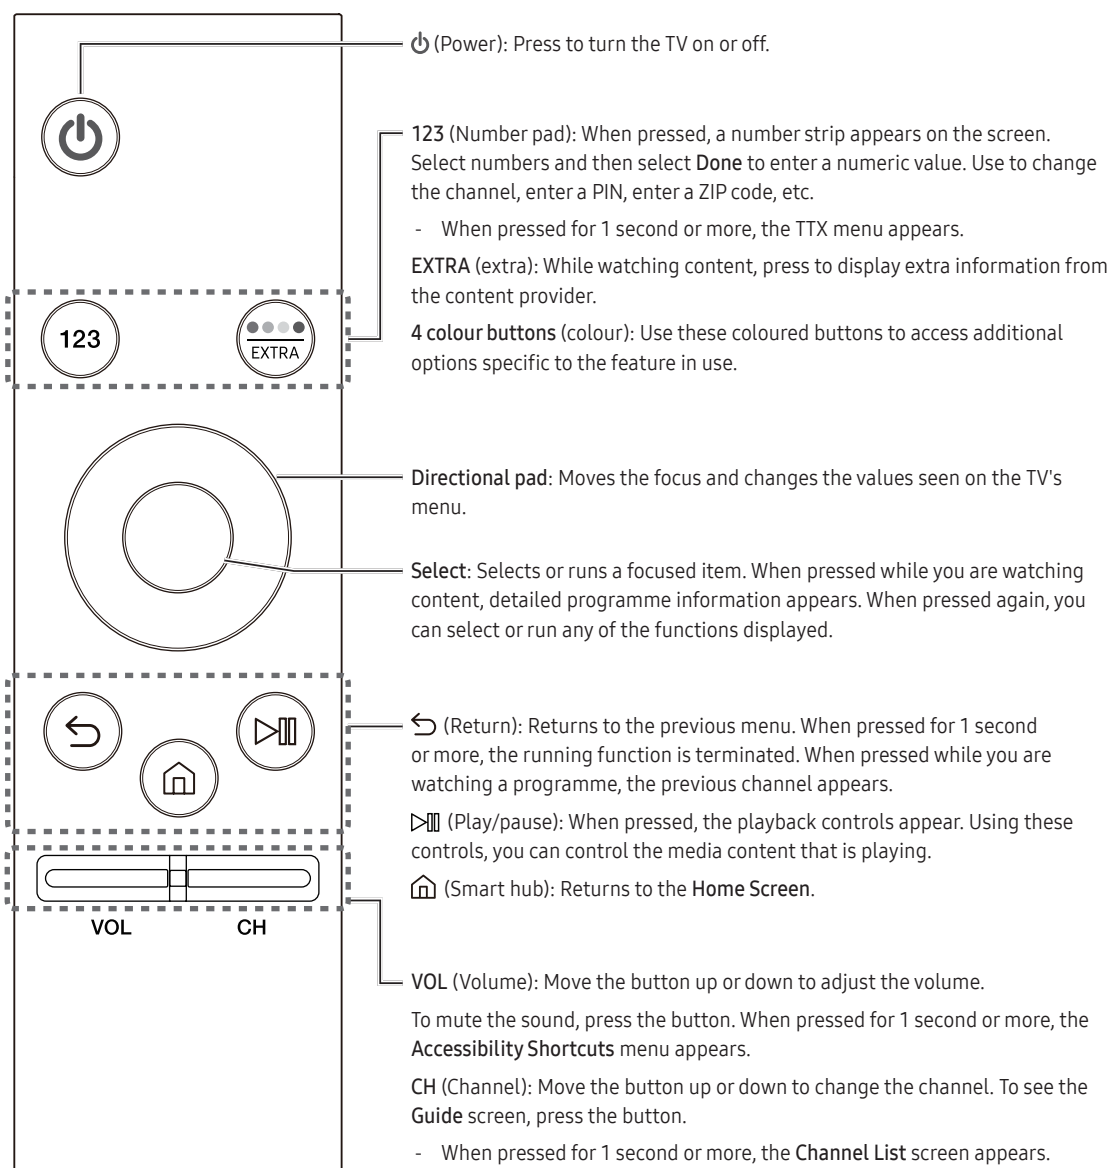 (Power): Press to turn the TV on or off.
123 (Number pad): When pressed, a number strip appears on the screen.
Select numbers and then select Done to enter a numeric value. Use to change
the channel, enter a PIN, enter a ZIP code, etc.
- When pressed for 1 second or more, the TTX menu appears.
EXTRA (extra): While watching content, press to display extra information from
the content provider.
4 colour buttons (colour): Use these coloured buttons to access additional
options specific to the feature in use.
123
EXTRA
Directional pad: Moves the focus and changes the values seen on the TV's
menu.
Select: Selects or runs a focused item. When pressed while you are watching
content, detailed programme information appears. When pressed again, you
can select or run any of the functions displayed.
(Return): Returns to the previous menu. When pressed for 1 second
or more, the running function is terminated. When pressed while you are
watching a programme, the previous channel appears.
(Play/pause): When pressed, the playback controls appear. Using these
controls, you can control the media content that is playing.
(Smart hub): Returns to the Home Screen.
VOL
CH
VOL (Volume): Move the button up or down to adjust the volume.
To mute the sound, press the button. When pressed for 1 second or more, the
Accessibility Shortcuts menu appears.
CH (Channel): Move the button up or down to change the channel. To see the
Guide screen, press the button.
- When pressed for 1 second or more, the Channel List screen appears.